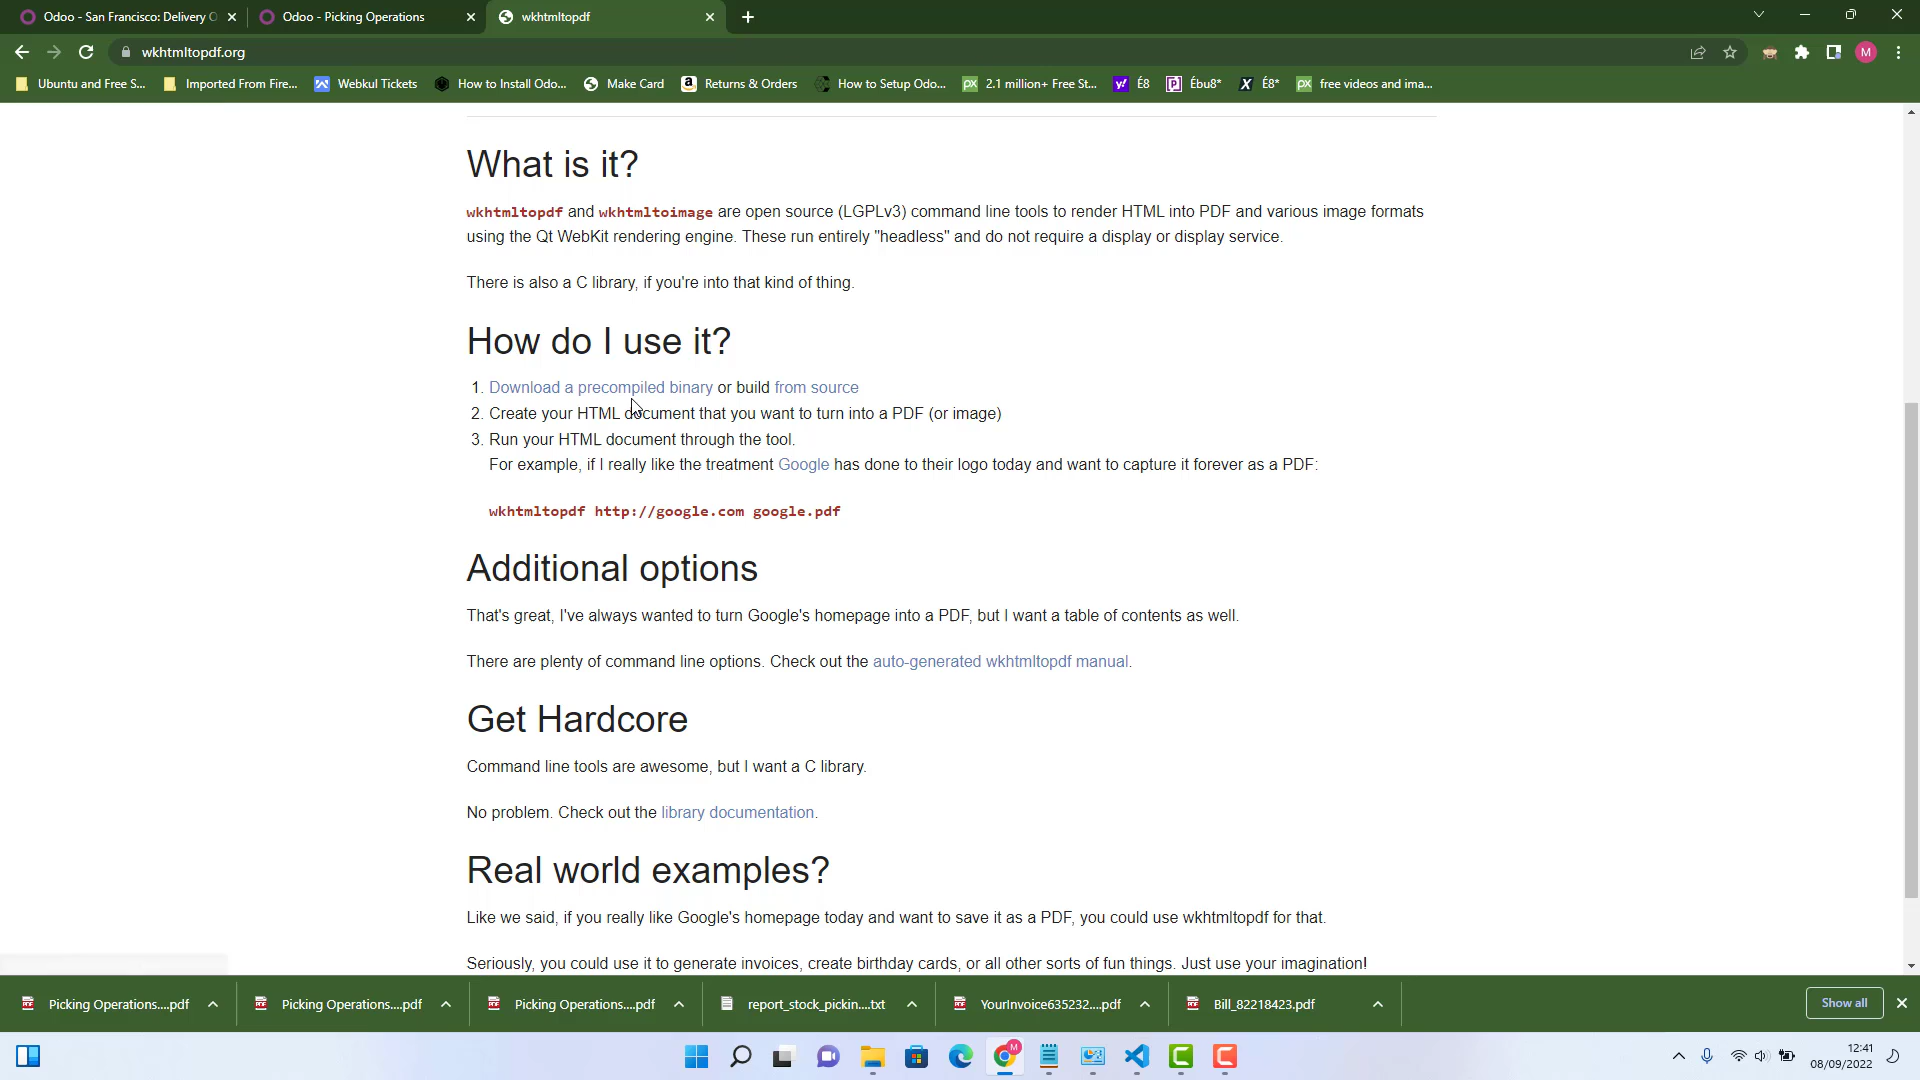 Odoo - San Francisco: Delivery O
Odoo - Picking Operations
wkhtmltopdf
wkhtmltopdf.org
M
Ubuntu and Free S...
Imported From Fire...
Webkul Tickets
How to Install Odo...
Make Card
Returns & Orders
How to Setup Odo...
2.1 million+ Free St...
É8
Ébu8*
É8*
free videos and ima...
What is it?
wkhtmltopdf and wkhtmltoimage are open source (LGPLv3) command line tools to render HTML into PDF and various image formats
using the Qt WebKit rendering engine. These run entirely "headless" and do not require a display or display service.
There is also a C library, if you're into that kind of thing.
How do I use it?
1. Download a precompiled binary or build from source
2. Create your HTML document that you want to turn into a PDF (or image)
3. Run your HTML document through the tool.
For example, if I really like the treatment Google has done to their logo today and want to capture it forever as a PDF:
wkhtmltopdf http://google.com google.pdf
Additional options
That's great, I've always wanted to turn Google's homepage into a PDF, but I want a table of contents as well.
There are plenty of command line options. Check out the auto-generated wkhtmltopdf manual.
Get Hardcore
Command line tools are awesome, but I want a C library.
No problem. Check out the library documentation.
Real world examples?
Like we said, if you really like Google's homepage today and want to save it as a PDF, you could use wkhtmltopdf for that.
Seriously, you could use it to generate invoices, create birthday cards, or all other sorts of fun things. Just use your imagination!
Picking Operations....pdf
Picking Operations....pdf
Picking Operations....pdf
report_stock_pickin....txt
YourInvoice635232....pdf
Bill_82218423.pdf
Show all
12:41
08/09/2022